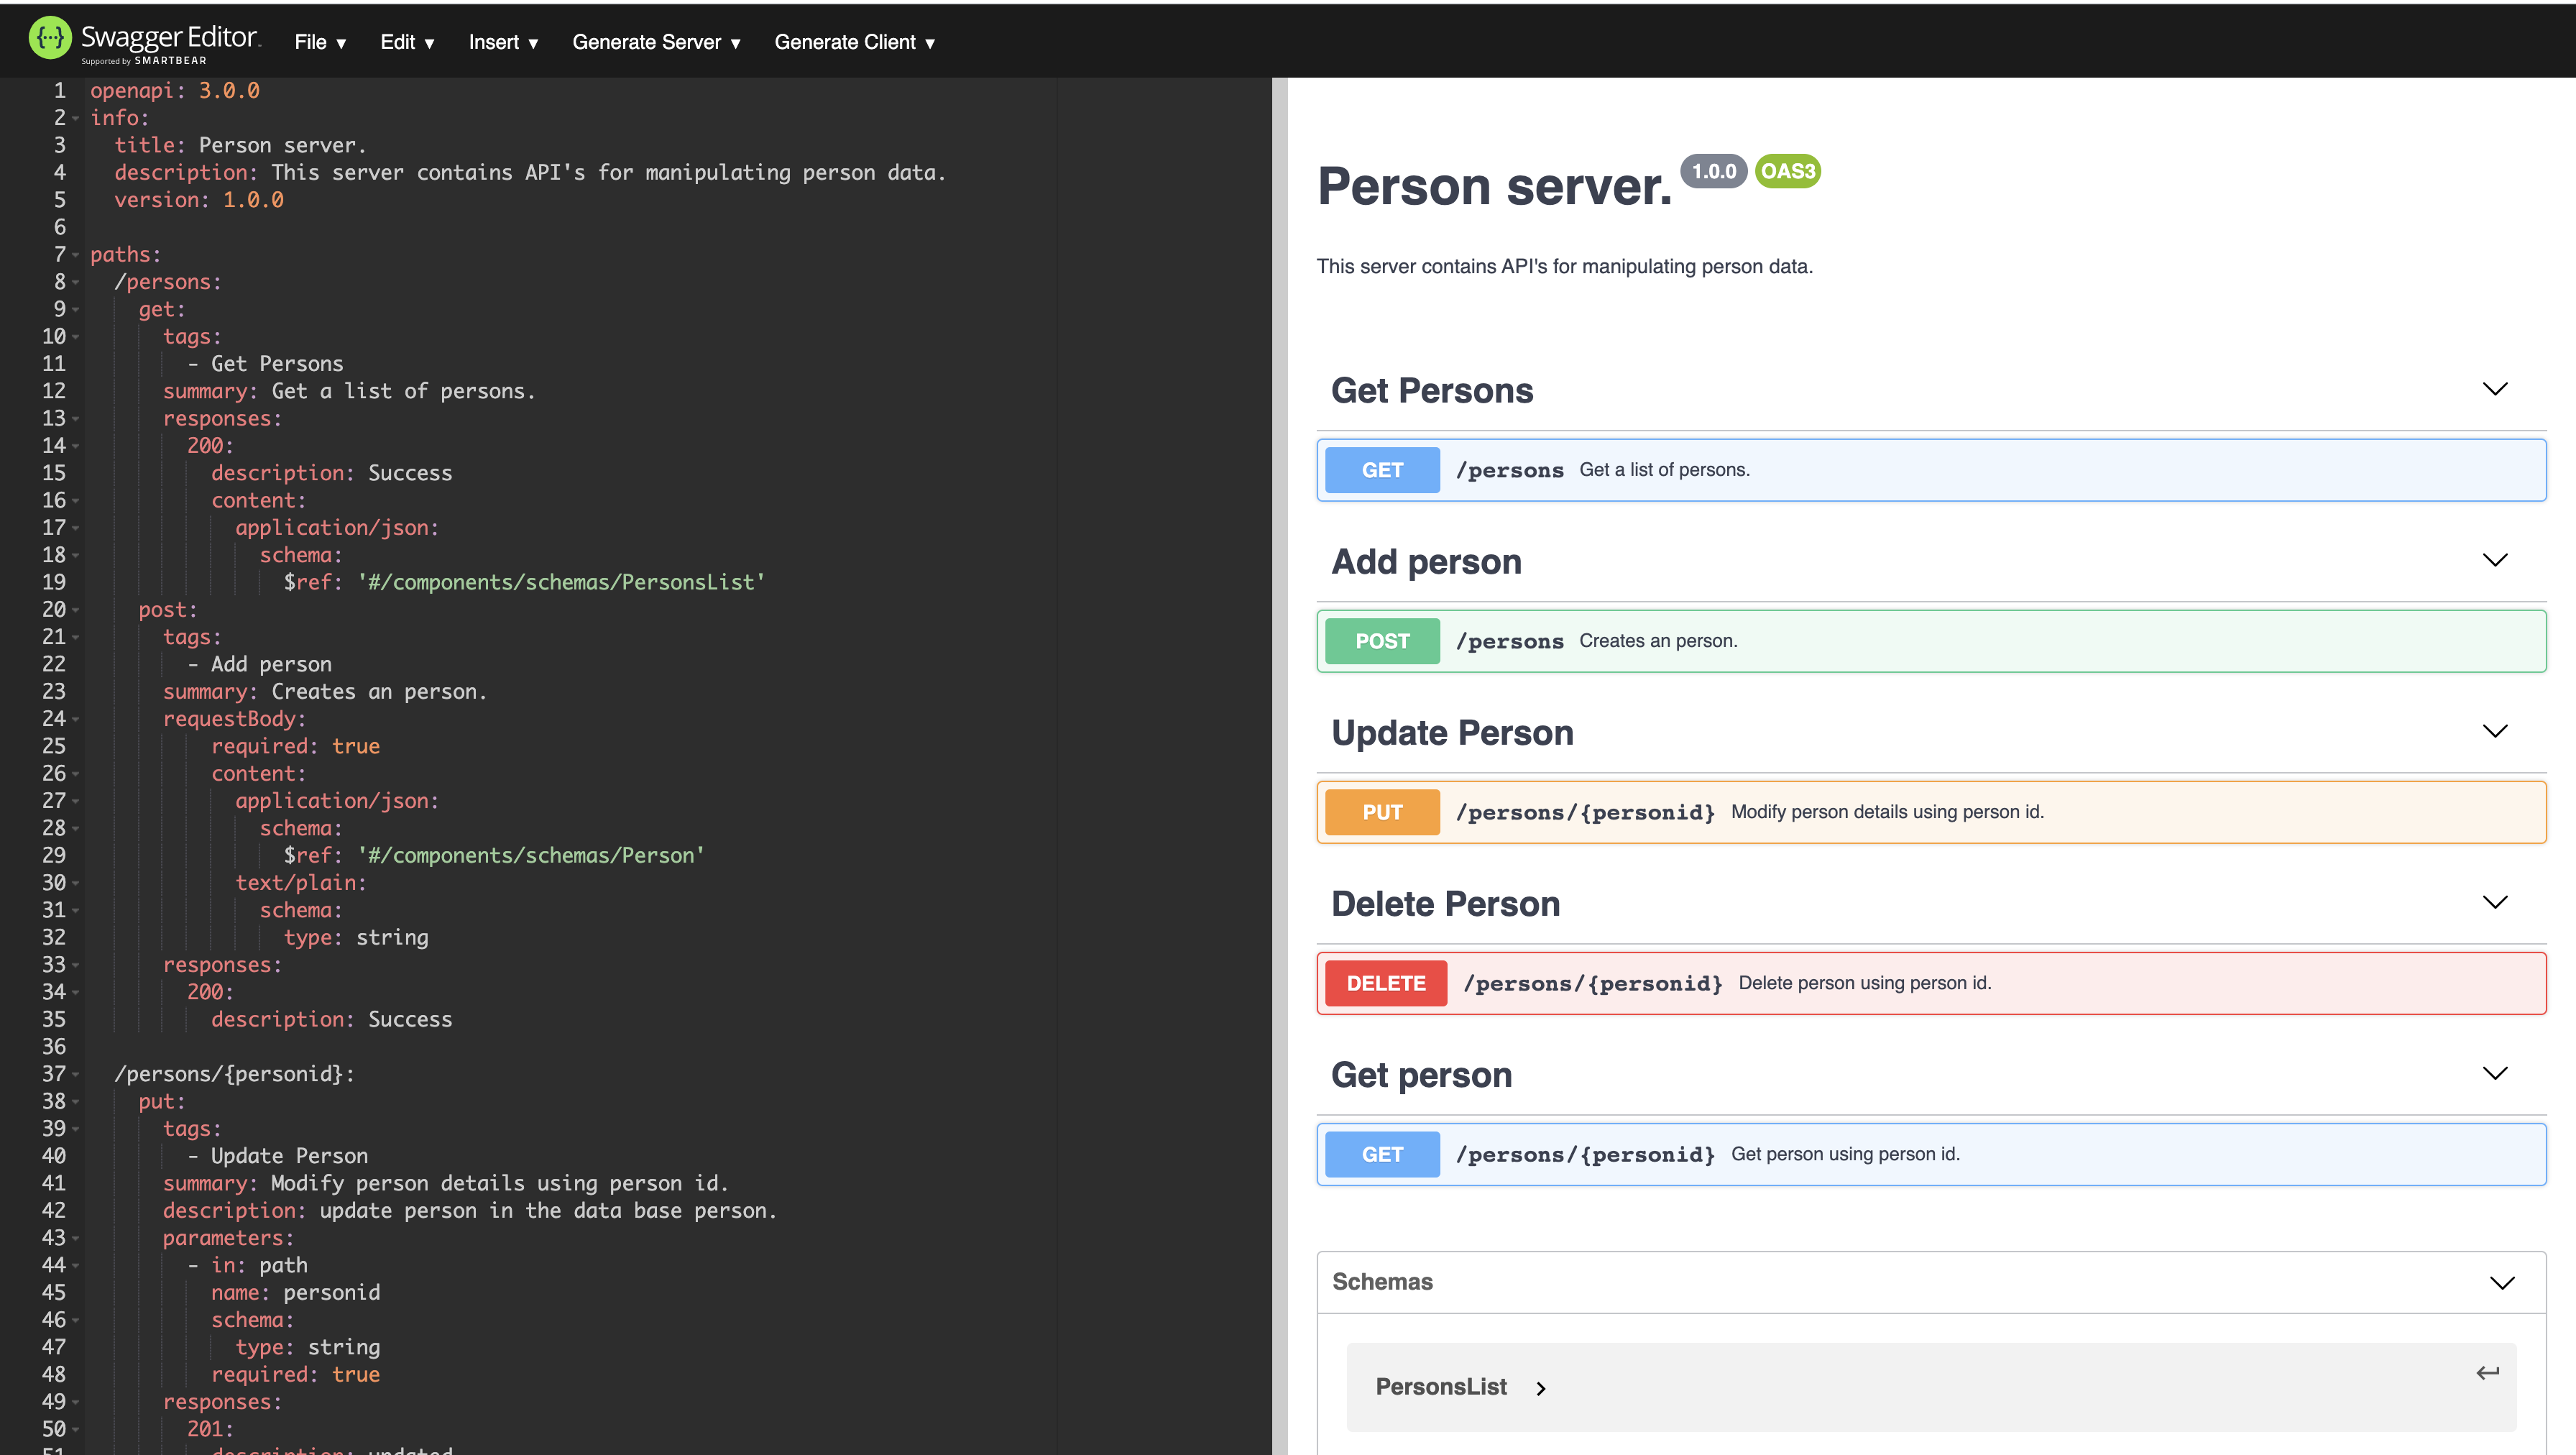 Swagger Editor.
Supported by SMARTBEAR
File ▾ Edit ▾ Insert ▾ Generate Server ▾ Generate Client ▾
1 openapi: 3.0.0
2 info:
3 title: Person server.
4 description: This server contains API's for manipulating person data.
5 version: 1.0.0
6
7 paths:
8 /persons:
9 get:
10 tags:
11 - Get Persons
12 summary: Get a list of persons.
13 responses:
14 200:
15 description: Success
16 content:
17 application/json:
18 schema:
19 $ref: '#/components/schemas/PersonsList'
20 post:
21 tags:
22 - Add person
23 summary: Creates an person.
24 requestBody:
25 required: true
26 content:
27 application/json:
28 schema:
29 $ref: '#/components/schemas/Person'
30 text/plain:
31 schema:
32 type: string
33 responses:
34 200:
35 description: Success
36
37 /persons/{personid}:
38 put:
39 tags:
40 - Update Person
41 summary: Modify person details using person id.
42 description: update person in the data base person.
43 parameters:
44 - in: path
45 name: personid
46 schema:
47 type: string
48 required: true
49 responses:
50 201:
51 description: updated
Person server. 1.0.0 OAS3
This server contains API's for manipulating person data.
Get Persons
GET /persons Get a list of persons.
Add person
POST /persons Creates an person.
Update Person
PUT /persons/{personid} Modify person details using person id.
Delete Person
DELETE /persons/{personid} Delete person using person id.
Get person
GET /persons/{personid} Get person using person id.
Schemas
PersonsList